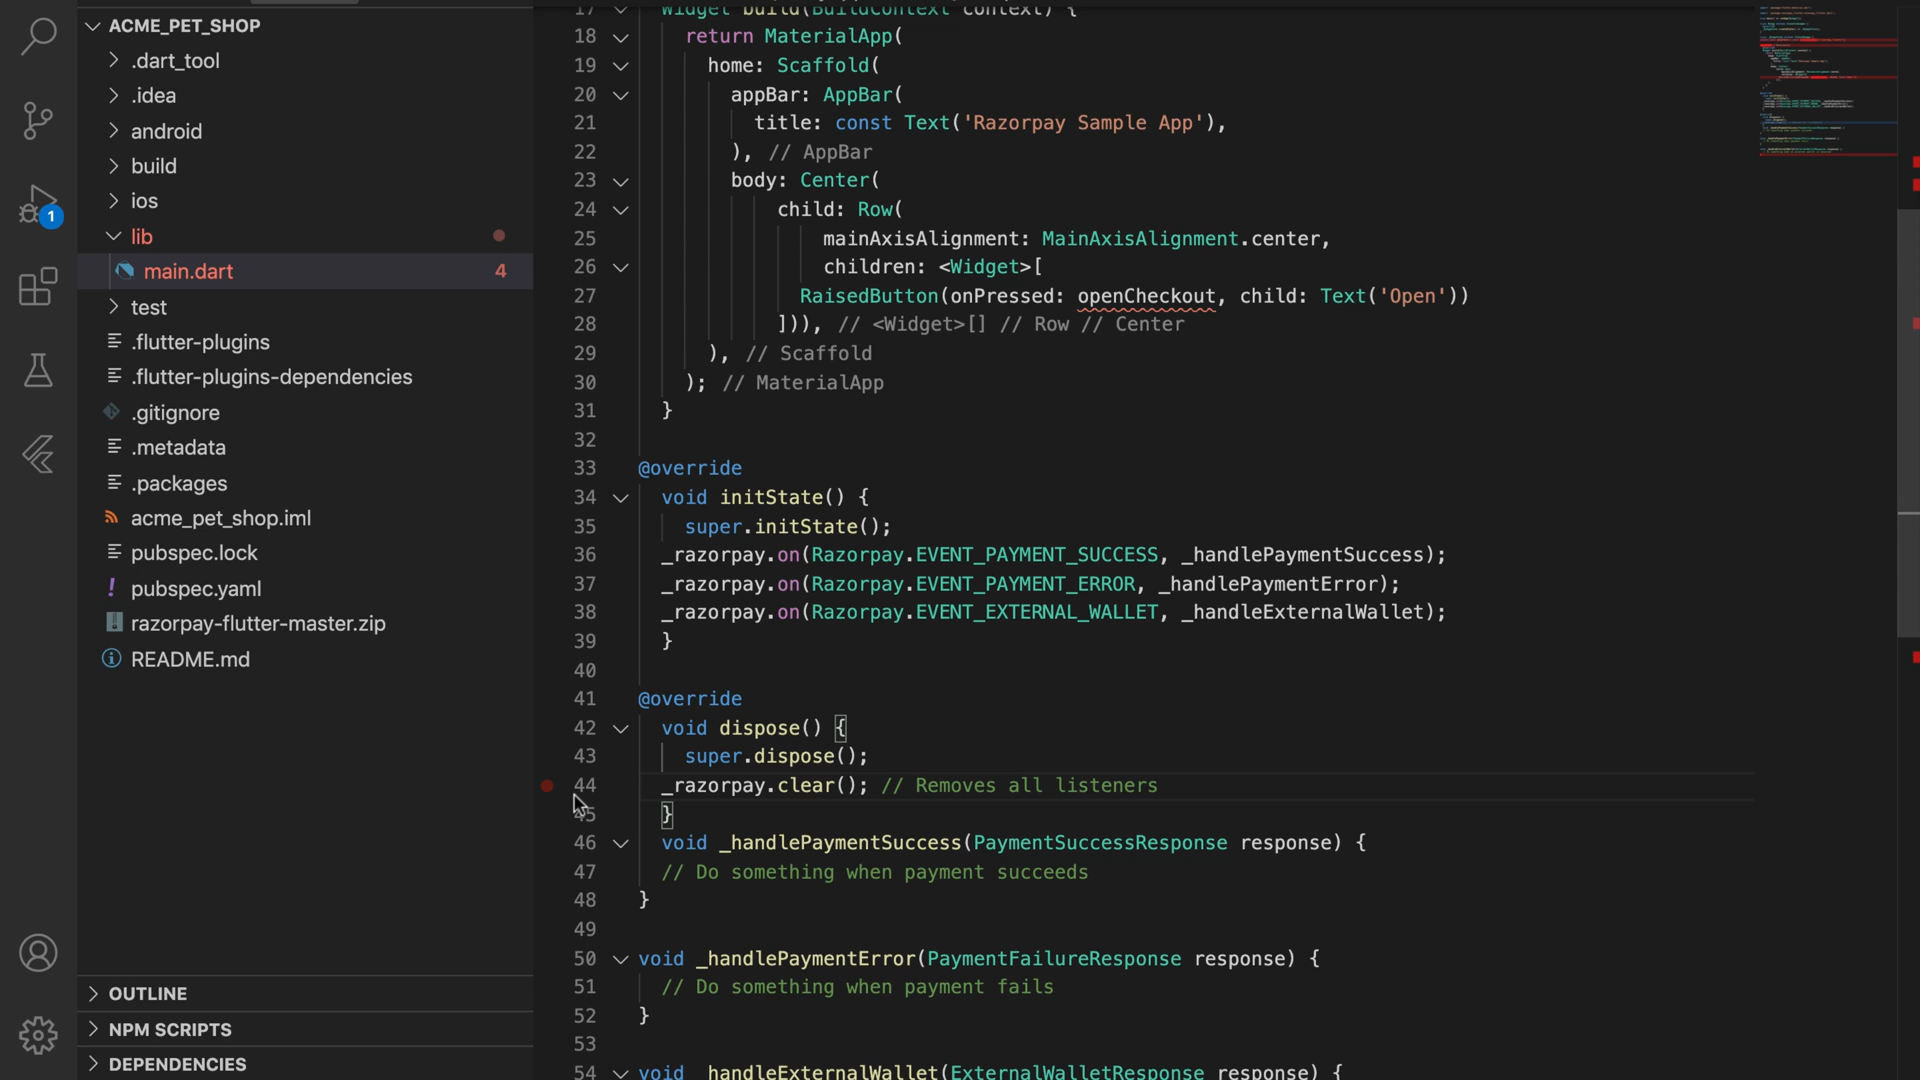 ACME_PET_SHOP
.dart_tool
.idea
android
build
ios
lib
main.dart 4
test
.flutter-plugins
.flutter-plugins-dependencies
.gitignore
.metadata
.packages
acme_pet_shop.iml
pubspec.lock
pubspec.yaml
razorpay-flutter-master.zip
README.md
OUTLINE
NPM SCRIPTS
DEPENDENCIES
1
17 Widget build(BuildContext context) {
18 return MaterialApp(
19 home: Scaffold(
20 appBar: AppBar(
21 title: const Text('Razorpay Sample App'),
22 ), // AppBar
23 body: Center(
24 child: Row(
25 mainAxisAlignment: MainAxisAlignment.center,
26 children: <Widget>[
27 RaisedButton(onPressed: openCheckout, child: Text('Open'))
28 ])), // <Widget>[] // Row // Center
29 ), // Scaffold
30 ); // MaterialApp
31 }
32
33 @override
34 void initState() {
35 super.initState();
36 _razorpay.on(Razorpay.EVENT_PAYMENT_SUCCESS, _handlePaymentSuccess);
37 _razorpay.on(Razorpay.EVENT_PAYMENT_ERROR, _handlePaymentError);
38 _razorpay.on(Razorpay.EVENT_EXTERNAL_WALLET, _handleExternalWallet);
39 }
40
41 @override
42 void dispose() {
43 super.dispose();
44 _razorpay.clear(); // Removes all listeners
45 }
46 void _handlePaymentSuccess(PaymentSuccessResponse response) {
47 // Do something when payment succeeds
48 }
49
50 void _handlePaymentError(PaymentFailureResponse response) {
51 // Do something when payment fails
52 }
53
54 void _handleExternalWallet(ExternalWalletResponse response) {